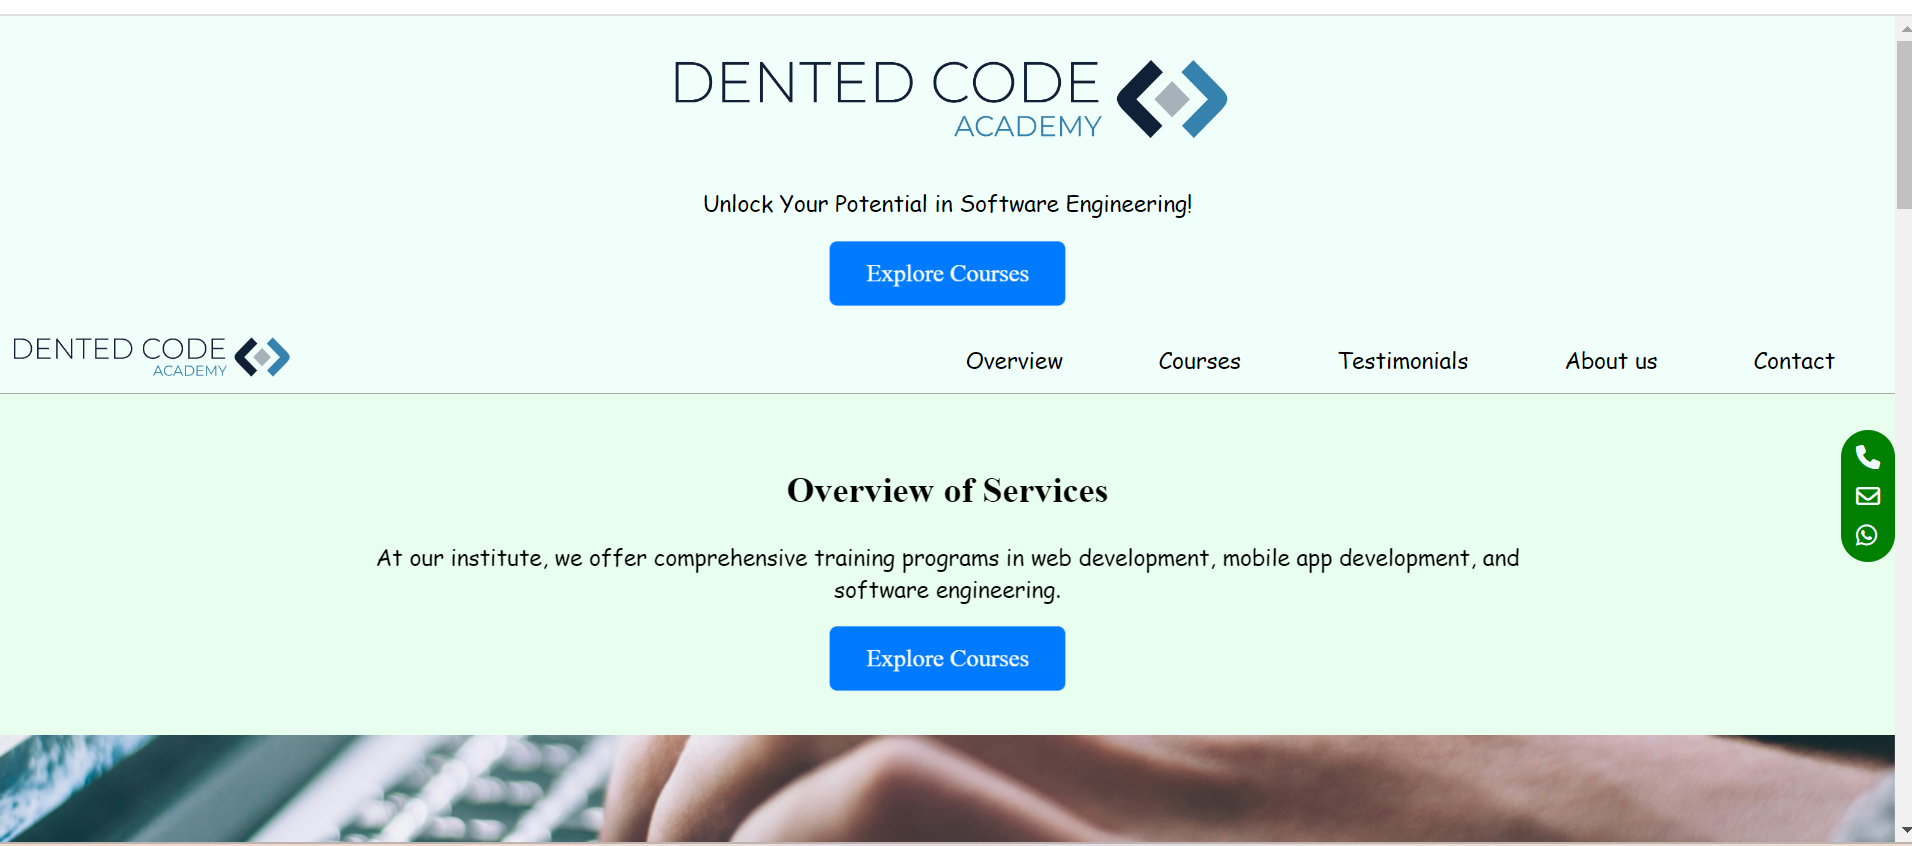 DENTED CODE
ACADEMY
Unlock Your Potential in Software Engineering!
Explore Courses
DENTED CODE
ACADEMY
Overview Courses Testimonials About us Contact
Overview of Services
At our institute, we offer comprehensive training programs in web development, mobile app development, and
software engineering.
Explore Courses